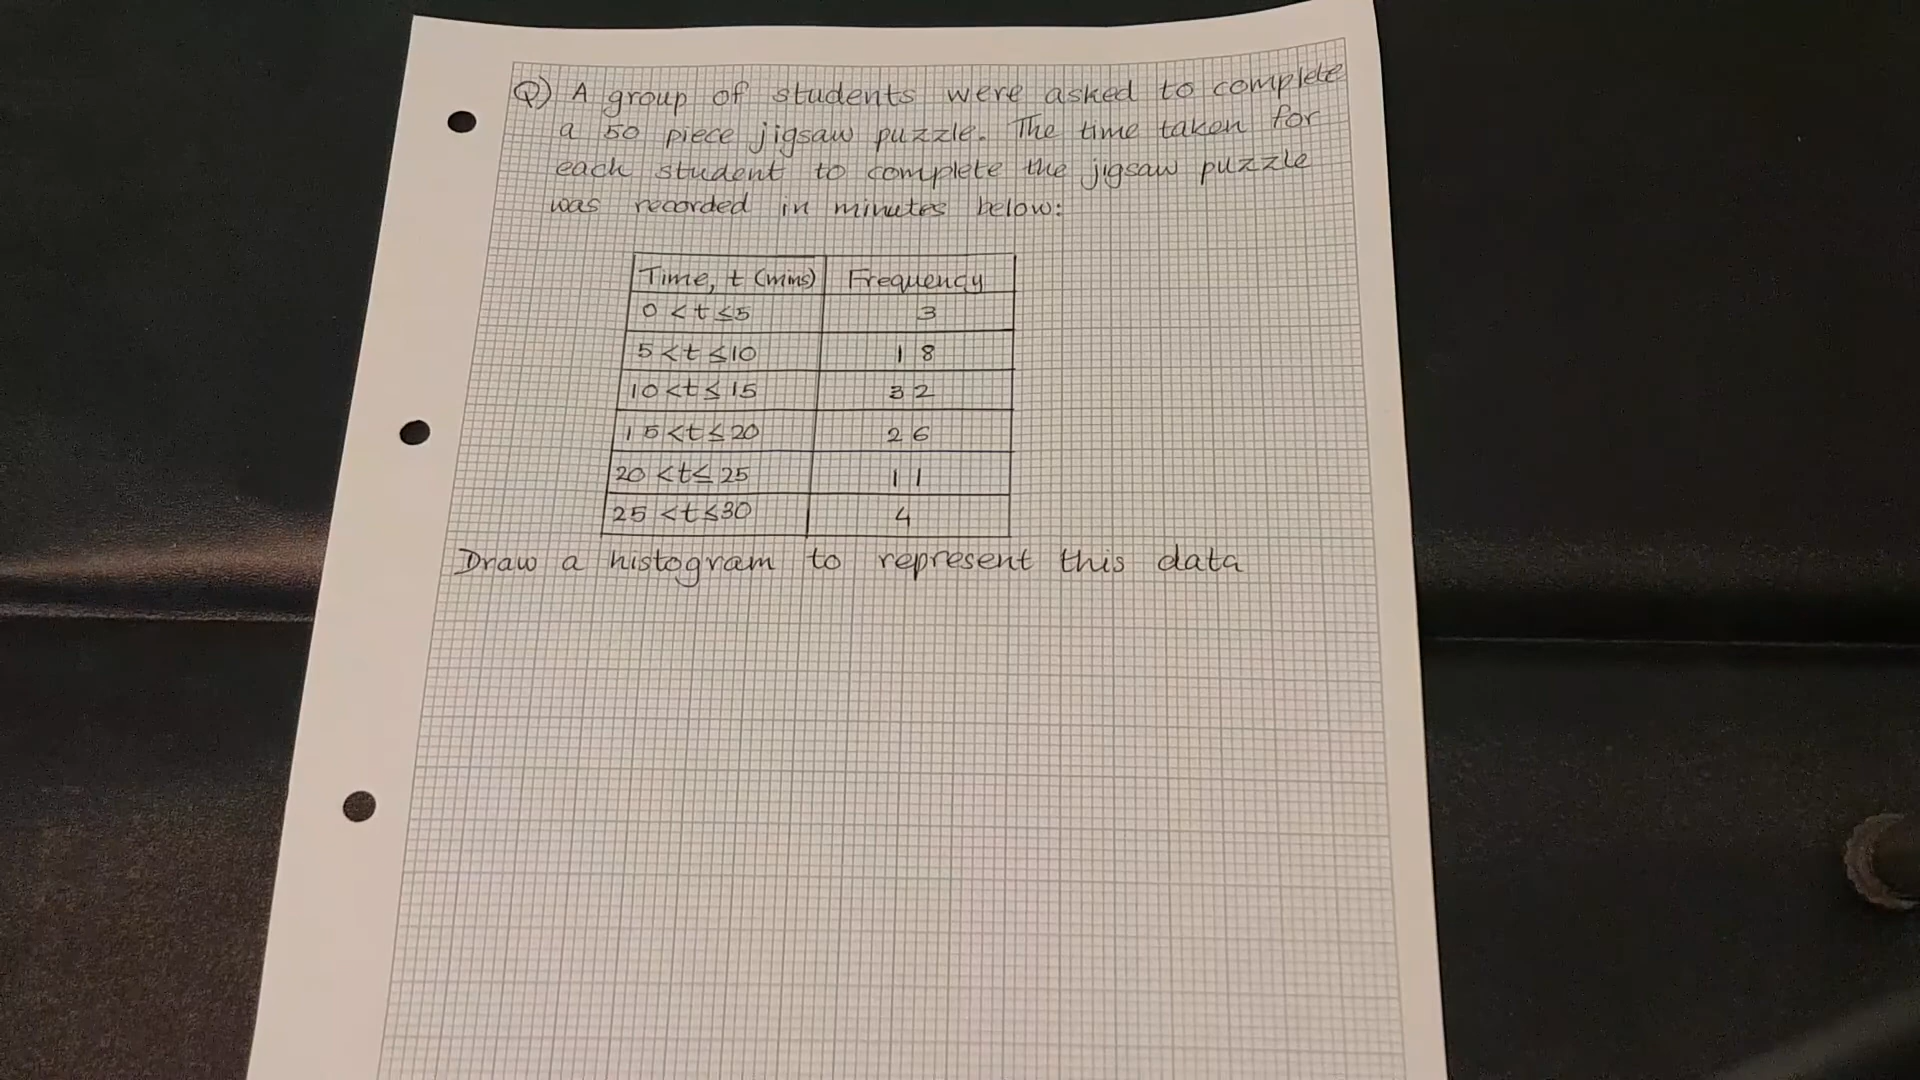 Q) A group of students were asked to complete
a 50 piece jigsaw puzzle. The time taken for
each student to complete the jigsaw puzzle
was recorded in minutes below:
Time, t (mins) Frequency
0 < t ≤ 5 3
5 < t ≤ 10 18
10 < t ≤ 15 32
15 < t ≤ 20 26
20 < t ≤ 25 11
25 < t ≤ 30 4
Draw a histogram to represent this data